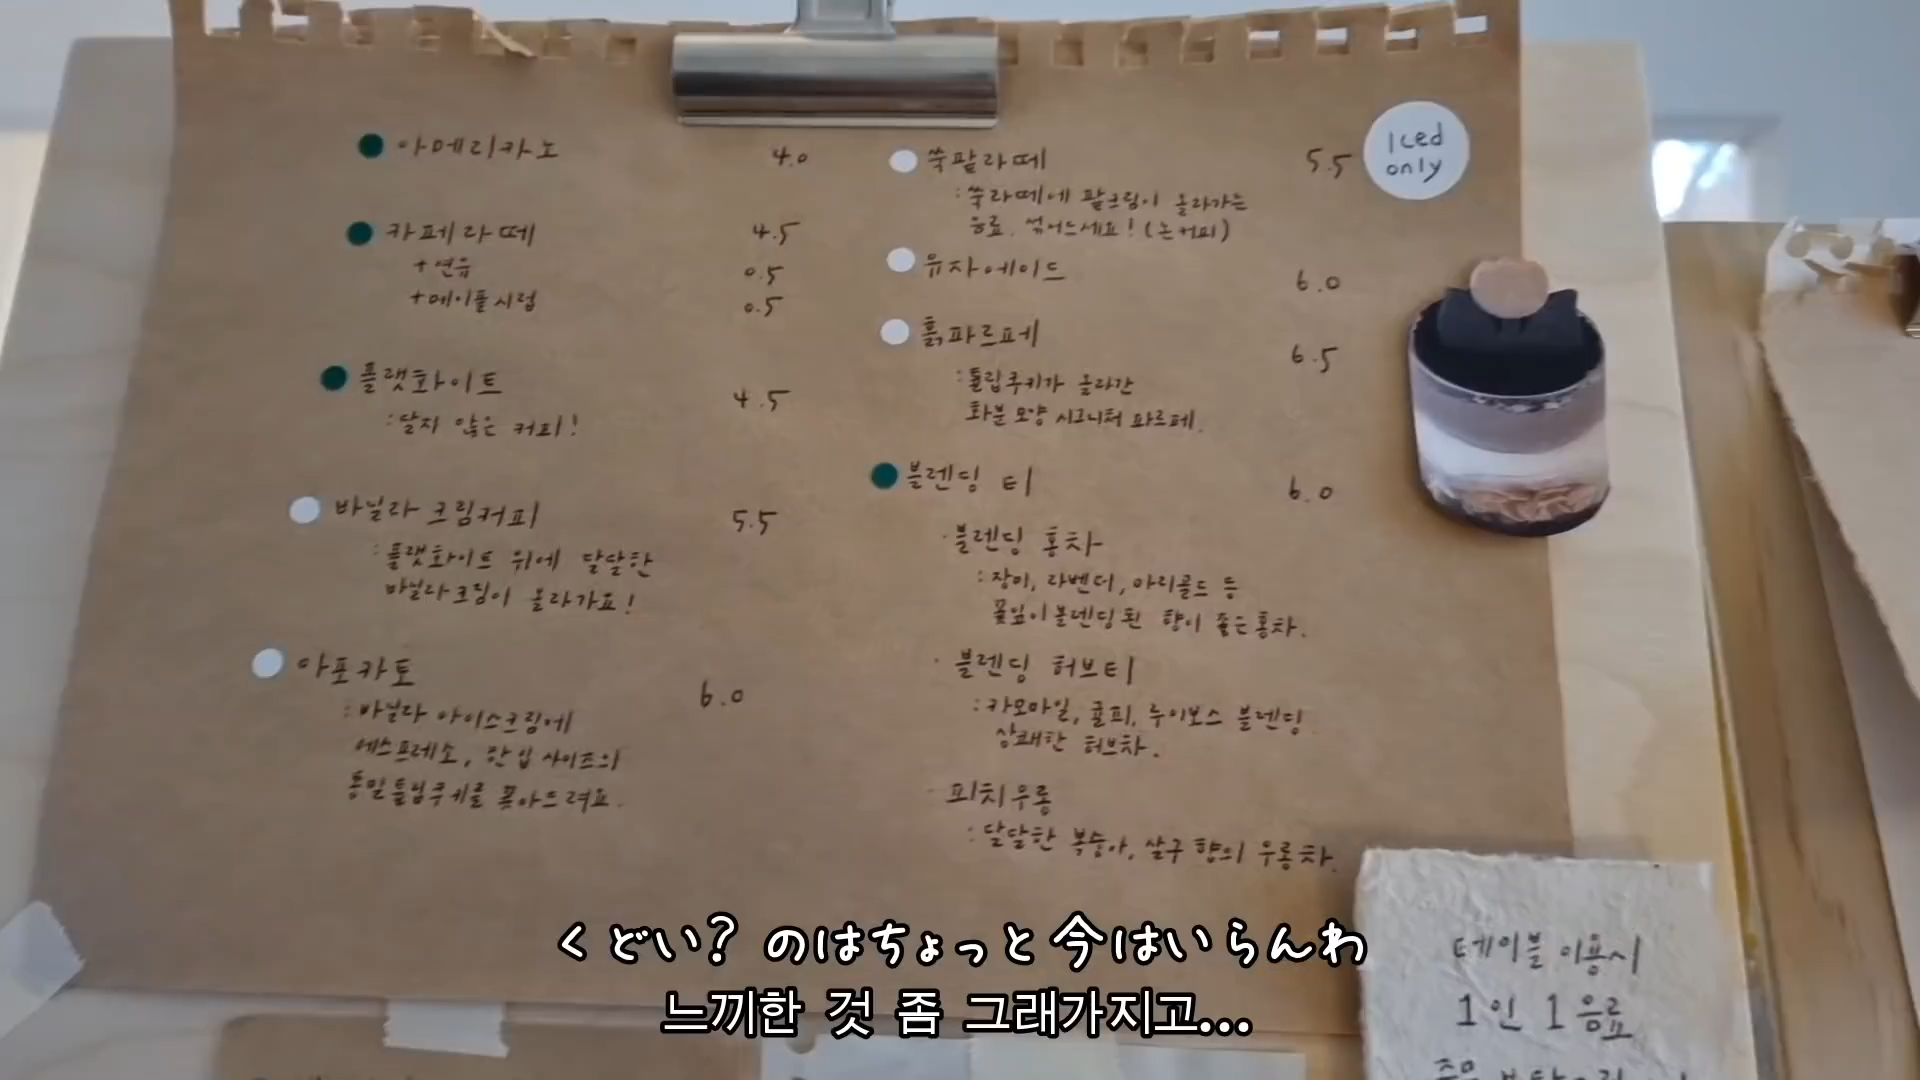 아메리카노 4.0
카페라떼 4.5
+연유 0.5
+메이플시럽 0.5
플랫화이트 4.5
:달지 않은 커피!
바닐라 크림커피 5.5
:플랫화이트 위에 달달한
바닐라크림이 올라가요!
아포카토 6.0
:바닐라 아이스크림에
에스프레소, 한입 사이즈의
통밀튤립쿠키를 꽂아드려요.
쑥팥라떼 5.5
:쑥라떼에 팥크림이 올라가는
음료. 섞어드세요! (논커피)
유자에이드 6.0
흙파르페 6.5
:튤립쿠키가 올라간
화분 모양 시그니처 파르페.
블렌딩 티 6.0
·블렌딩 홍차
:장미, 라벤더, 마리골드 등
꽃잎이 블렌딩된 향이 좋은 홍차.
·블렌딩 허브티
:카모마일, 귤피, 루이보스 블렌딩.
상쾌한 허브차.
·피치우롱
:달달한 복숭아, 살구 향의 우롱차.
Iced
only
테이블 이용시
1인 1음료
くどい? のはちょっと今はいらんわ
느끼한 것 좀 그래가지고...